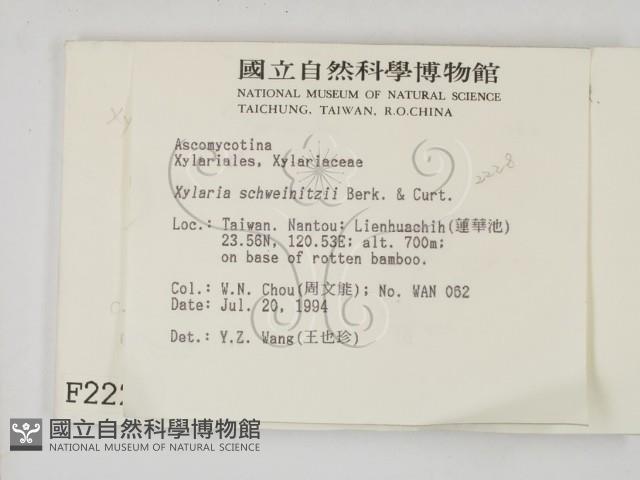 國立自然科學博物館
NATIONAL MUSEUM OF NATURAL SCIENCE
TAICHUNG, TAIWAN, R.O.CHINA
Ascomycotina
Xylariales, Xylariaceae
2228
Xylaria schweinitzii Berk. & Curt.
Loc.: Taiwan. Nantou: Lienhuachih(蓮華池)
23.56N, 120.53E; alt. 700m;
on base of rotten bamboo.
Col.: W.N. Chou(周文能); No. WAN 062
Date: Jul. 20, 1994
Det.: Y.Z. Wang(王也珍)
F222
國立自然科學博物館
NATIONAL MUSEUM OF NATURAL SCIENCE